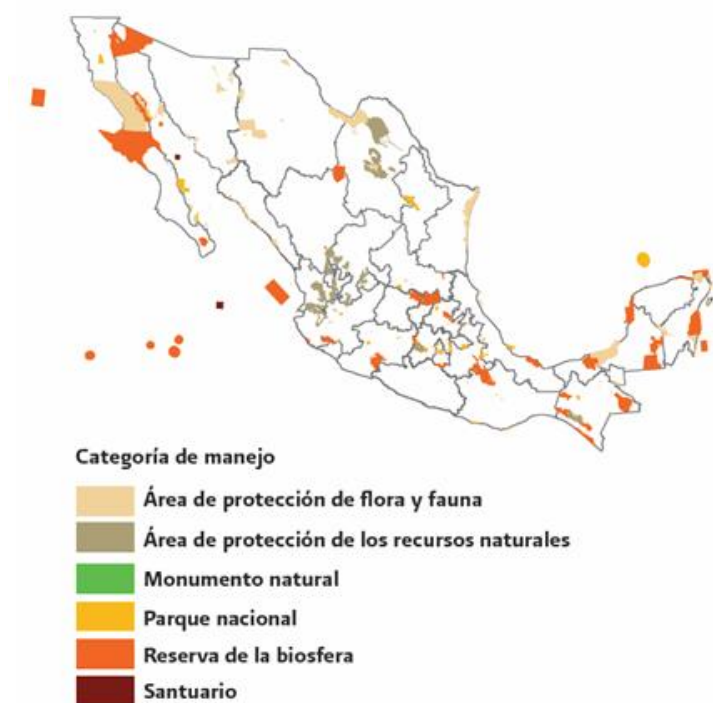 Categoría de manejo
Área de protección de flora y fauna
Área de protección de los recursos naturales
Monumento natural
Parque nacional
Reserva de la biosfera
Santuario